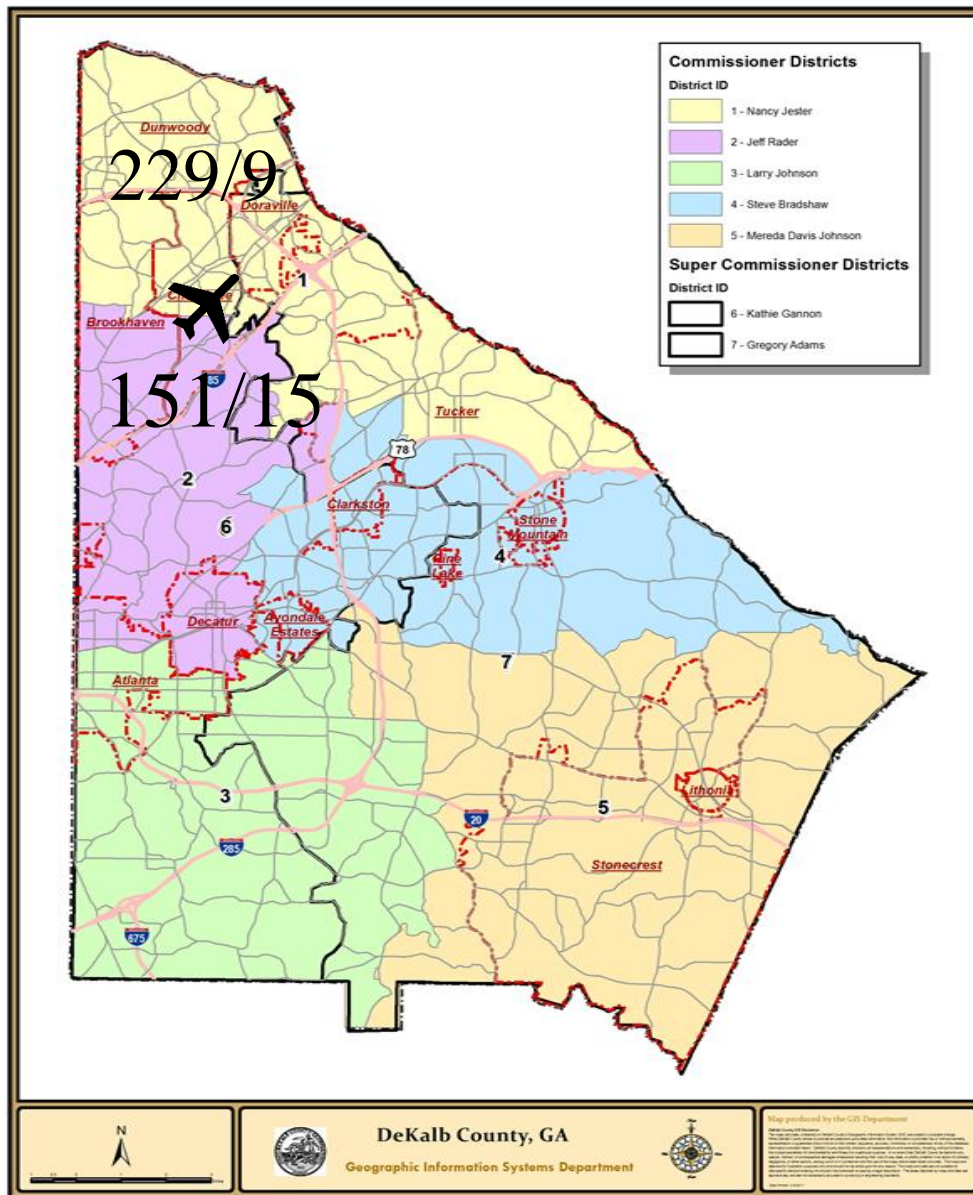 Commissioner Districts
District ID
1 - Nancy Jester
2 - Jeff Rader
3 - Larry Johnson
4 - Steve Bradshaw
5 - Mereda Davis Johnson
Super Commissioner Districts
District ID
6 - Kathie Gannon
7 - Gregory Adams
Dunwoody
229/9
Doraville
1
Brookhaven
85
151/15
Tucker
78
2
Clarkston
6
Stone
Mountain
4
Lake
Decatur
Avondale
Estates
7
Atlanta
3
5
20
285
Stonecrest
675
N
DeKalb County, GA
Geographic Information Systems Department
Map produced by the GIS Department